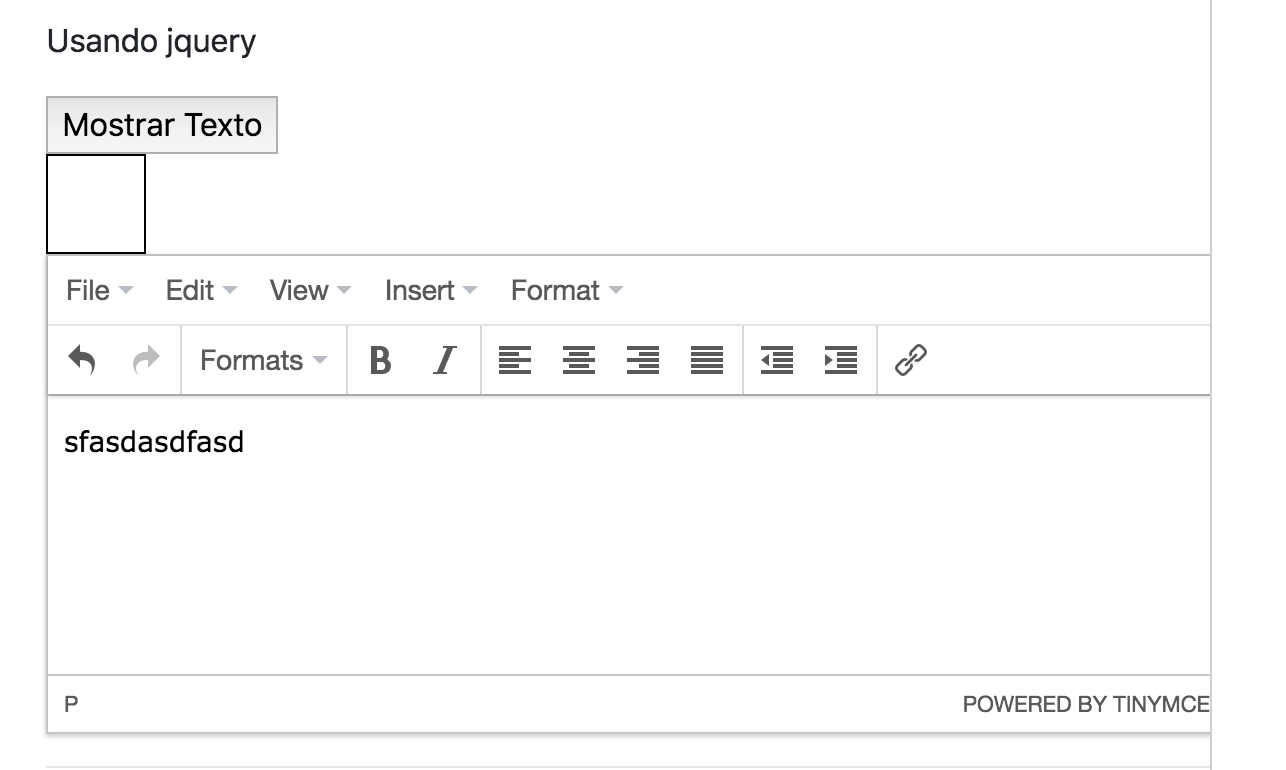 Usando jquery
Mostrar Texto
File Edit View Insert Format
Formats B I
sfasdasdfasd
P POWERED BY TINYMCE